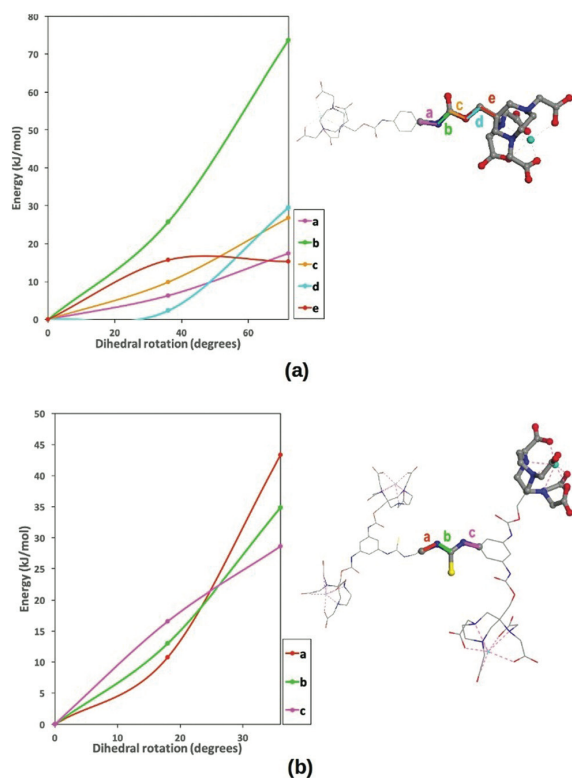 (a)
80
70
60
50
40
30
20
10
0
Energy (kJ/mol)
0 20 40 60
Dihedral rotation (degrees)
a
b
c
d
e
a
b
c
d
e
(a)
50
45
40
35
30
25
20
15
10
5
0
Energy (kJ/mol)
0 10 20 30
Dihedral rotation (degrees)
a
b
c
a b c
(b)